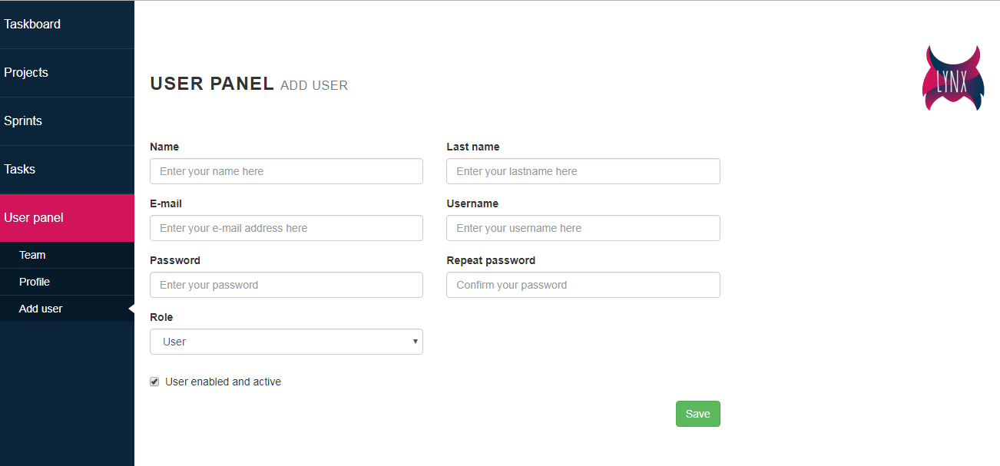 Taskboard
Projects
Sprints
Tasks
User panel
Team
Profile
Add user
USER PANEL ADD USER
LYNX
Name
Last name
Enter your name here
Enter your lastname here
E-mail
Username
Enter your e-mail address here
Enter your username here
Password
Repeat password
Enter your password
Confirm your password
Role
User
User enabled and active
Save